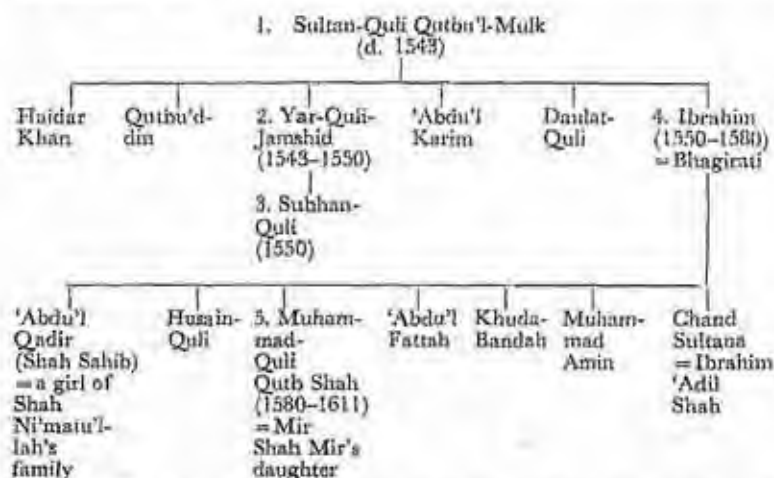 1. Sultan-Quli Qutbu'l-Mulk
(d. 1543)
Haidar
Khan
Qutbu'd-
din
2. Yar-Quli-
Jamshid
(1543–1550)
3. Subhan-
Quli
(1550)
'Abdu'l
Karim
Daulat-
Quli
4. Ibrahim
(1550–1580)
=Bhagirati
'Abdu'l
Qadir
(Shah Sahib)
=a girl of
Shah
Ni'matu'l-
lah's
family
Husain-
Quli
5. Muham-
mad-
Quli
Qutb Shah
(1580–1611)
=Mir
Shah Mir's
daughter
'Abdu'l
Fattah
Khuda-
Bandah
Muham-
mad
Amin
Chand
Sultana
=Ibrahim
'Adil
Shah